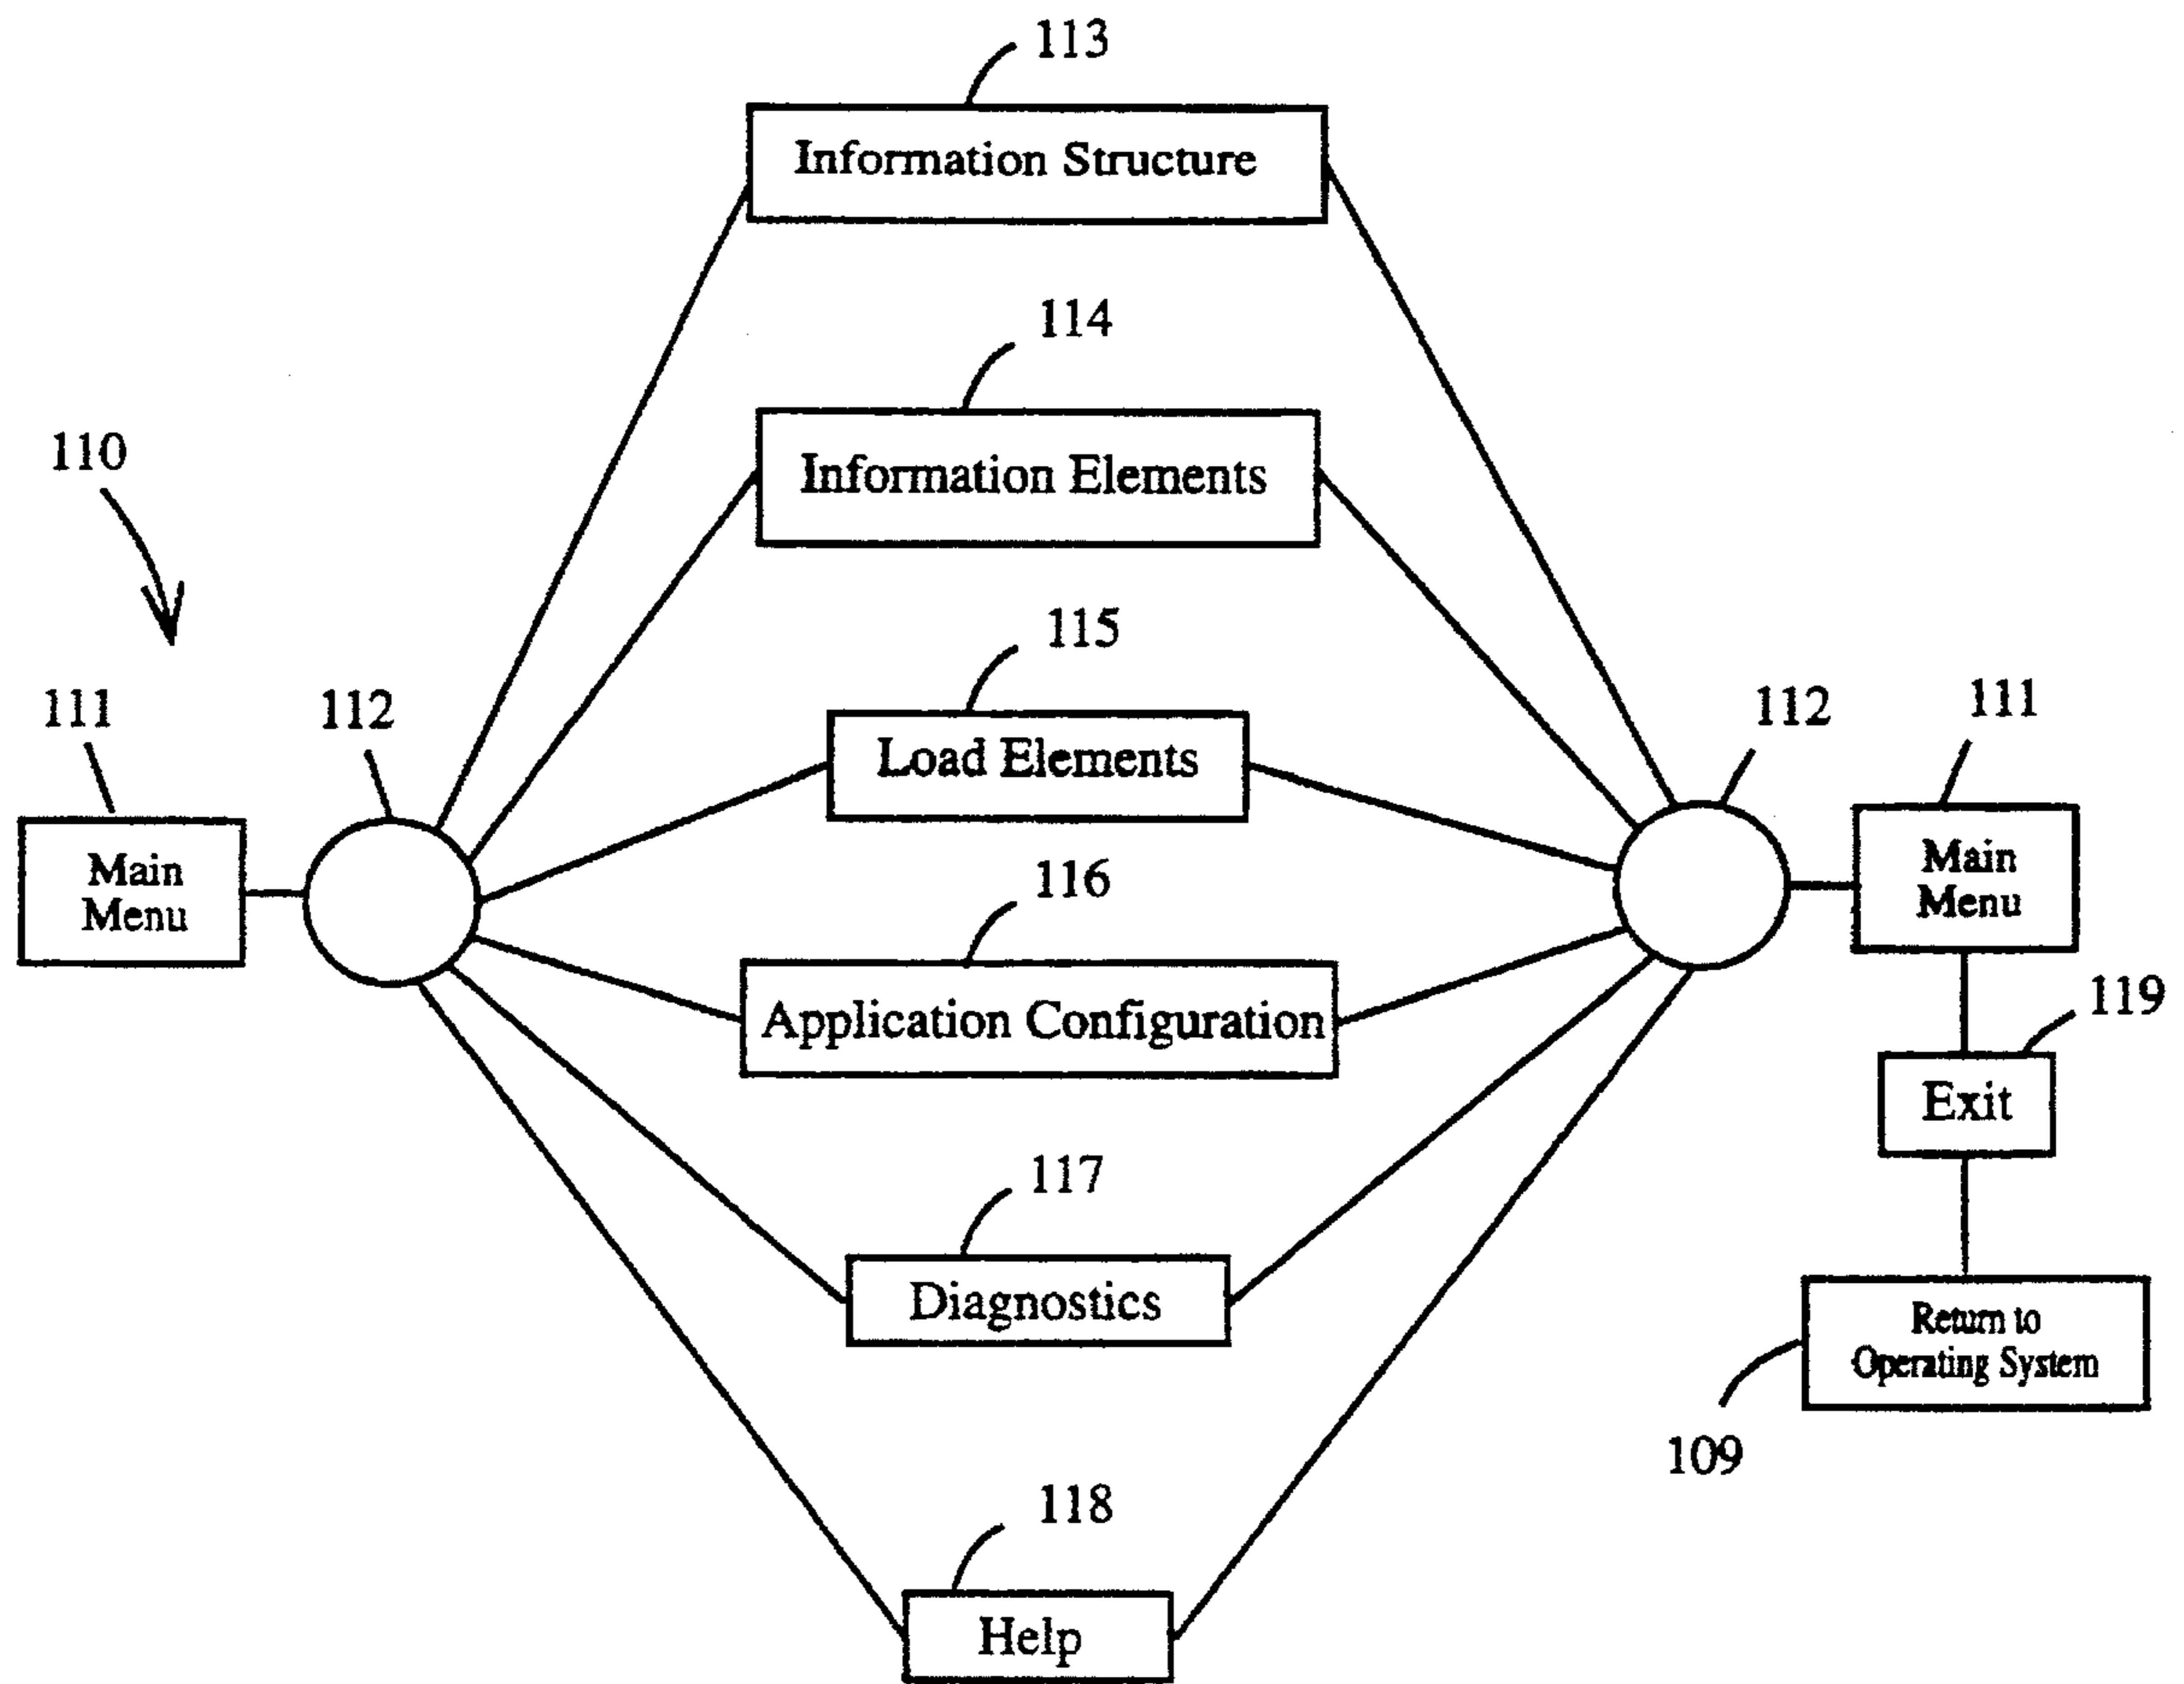 113
Information Structure
114
Information Elements
110
115
111
112
Load Elements
112
111
Main
Menu
116
Main
Menu
Application Configuration
119
Exit
117
Diagnostics
Return to
Operating System
109
118
Help